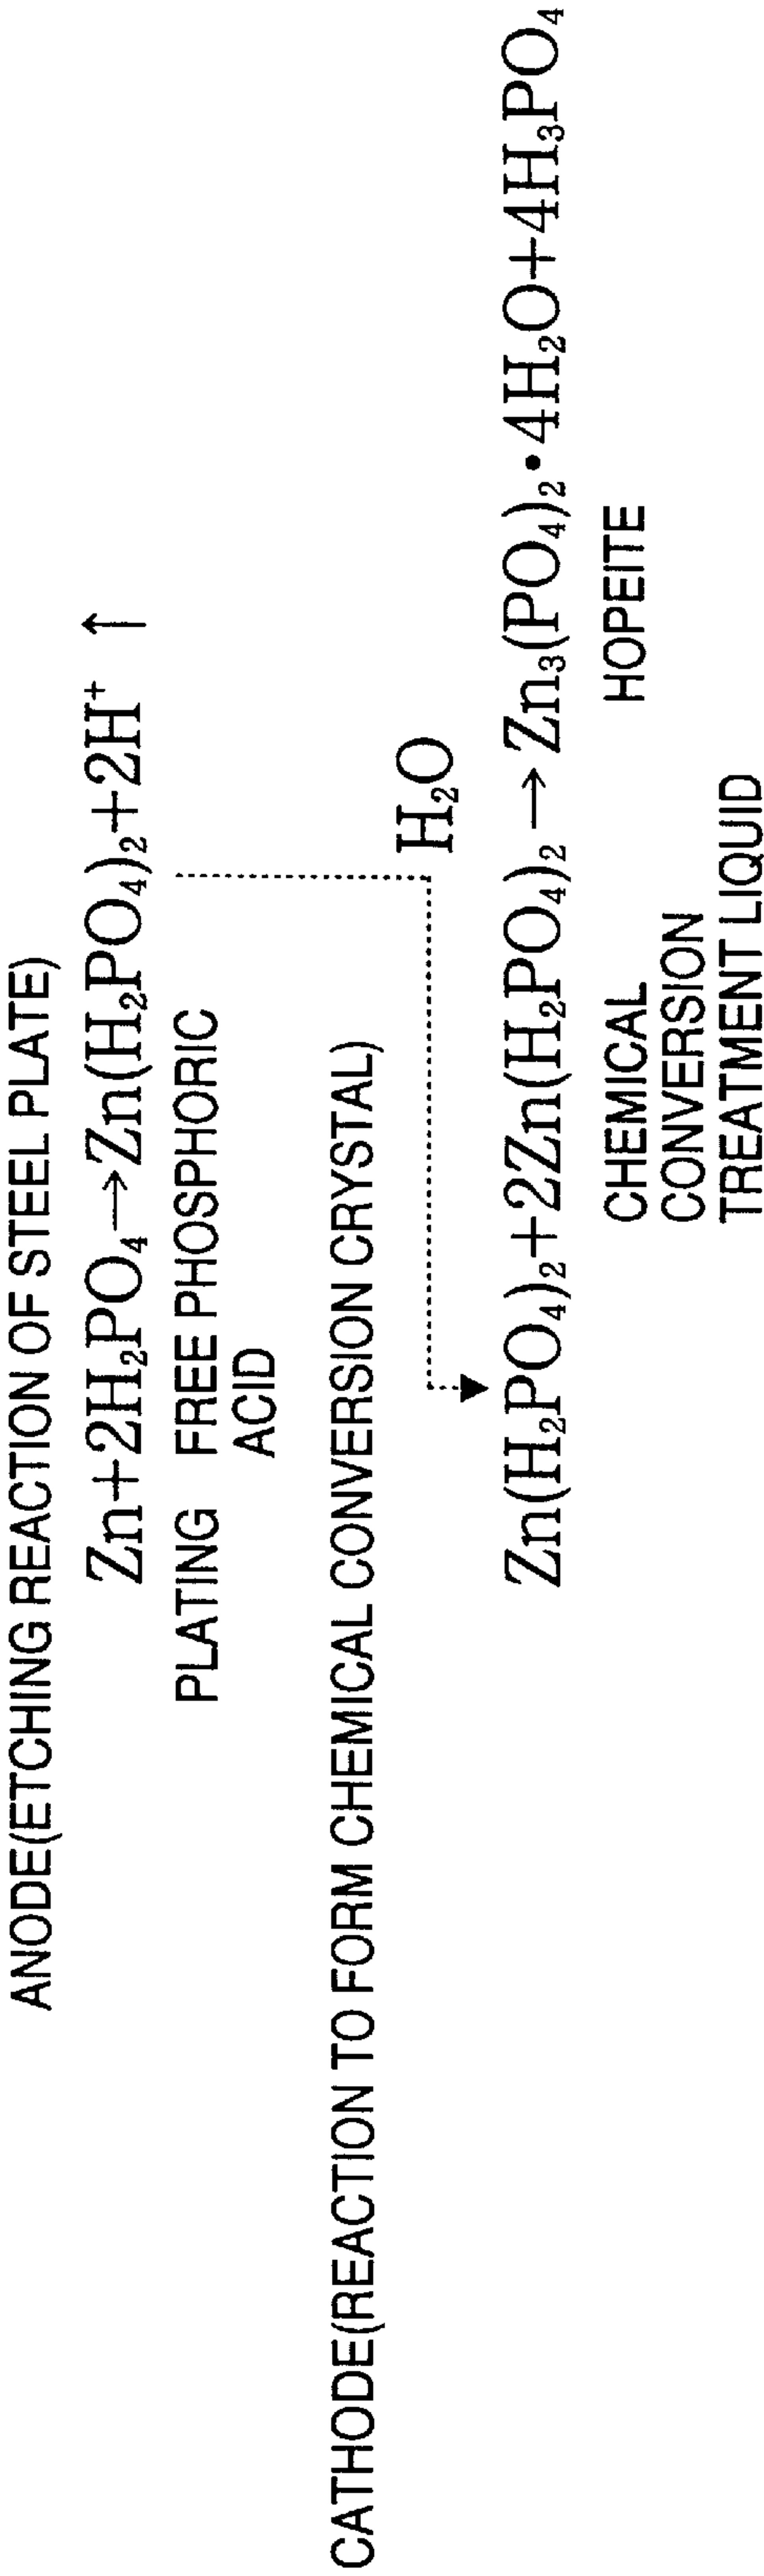 ANODE(ETCHING REACTION OF STEEL PLATE)
Zn+2H₂PO₄→Zn(H₂PO₄)₂+2H⁺ ↑
PLATING FREE PHOSPHORIC
ACID
CATHODE(REACTION TO FORM CHEMICAL CONVERSION CRYSTAL)
H₂O
Zn(H₂PO₄)₂+2Zn(H₂PO₄)₂→Zn₃(PO₄)₂•4H₂O+4H₃PO₄
CHEMICAL
CONVERSION
TREATMENT LIQUID
HOPEITE